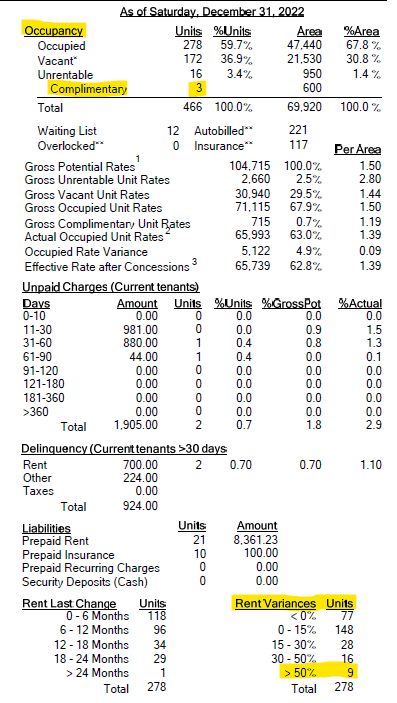 As of Saturday, December 31, 2022
Occupancy Units %Units Area %Area
Occupied 278 59.7% 47,440 67.8 %
Vacant* 172 36.9% 21,530 30.8 %
Unrentable 16 3.4% 950 1.4 %
Complimentary 3 600
Total 466 100.0% 69,920 100.0 %
Waiting List 12 Autobilled** 221
Overlocked** 0 Insurance** 117 Per Area
Gross Potential Rates 1 104,715 100.0% 1.50
Gross Unrentable Unit Rates 2,660 2.5% 2.80
Gross Vacant Unit Rates 30,940 29.5% 1.44
Gross Occupied Unit Rates 71,115 67.9% 1.50
Gross Complimentary Unit Rates 715 0.7% 1.19
Actual Occupied Unit Rates 2 65,993 63.0% 1.39
Occupied Rate Variance 5,122 4.9% 0.09
Effective Rate after Concessions 3 65,739 62.8% 1.39
Unpaid Charges (Current tenants)
Days Amount Units %Units %GrossPot %Actual
0-10 0.00 0 0.0 0.0 0.0
11-30 981.00 0 0.0 0.9 1.5
31-60 880.00 1 0.4 0.8 1.3
61-90 44.00 1 0.4 0.0 0.1
91-120 0.00 0 0.0 0.0 0.0
121-180 0.00 0 0.0 0.0 0.0
181-360 0.00 0 0.0 0.0 0.0
>360 0.00 0 0.0 0.0 0.0
Total 1,905.00 2 0.7 1.8 2.9
Delinquency (Current tenants >30 days
Rent 700.00 2 0.70 0.70 1.10
Other 224.00
Taxes 0.00
Total 924.00
Liabilities Units Amount
Prepaid Rent 21 8,361.23
Prepaid Insurance 10 100.00
Prepaid Recurring Charges 0 0.00
Security Deposits (Cash) 0 0.00
Rent Last Change Units Rent Variances Units
0 - 6 Months 118 < 0% 77
6 - 12 Months 96 0 - 15% 148
12 - 18 Months 34 15 - 30% 28
18 - 24 Months 29 30 - 50% 16
> 24 Months 1 > 50% 9
Total 278 Total 278